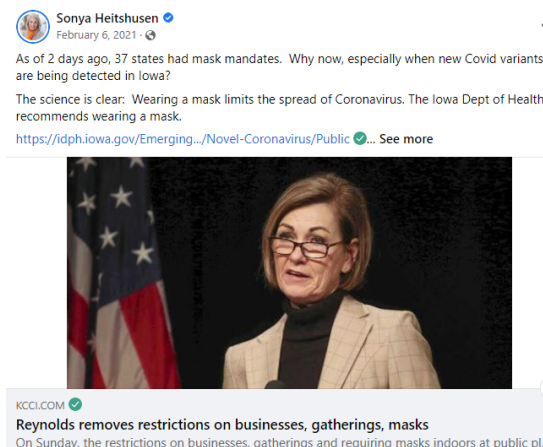 Sonya Heitshusen
February 6, 2021 ·
As of 2 days ago, 37 states had mask mandates. Why now, especially when new Covid variants
are being detected in Iowa?
The science is clear: Wearing a mask limits the spread of Coronavirus. The Iowa Dept of Health
recommends wearing a mask.
https://idph.iowa.gov/Emerging.../Novel-Coronavirus/Public ... See more
KCCI.COM
Reynolds removes restrictions on businesses, gatherings, masks
On Sunday, the restrictions on businesses, gatherings and requiring masks indoors at public